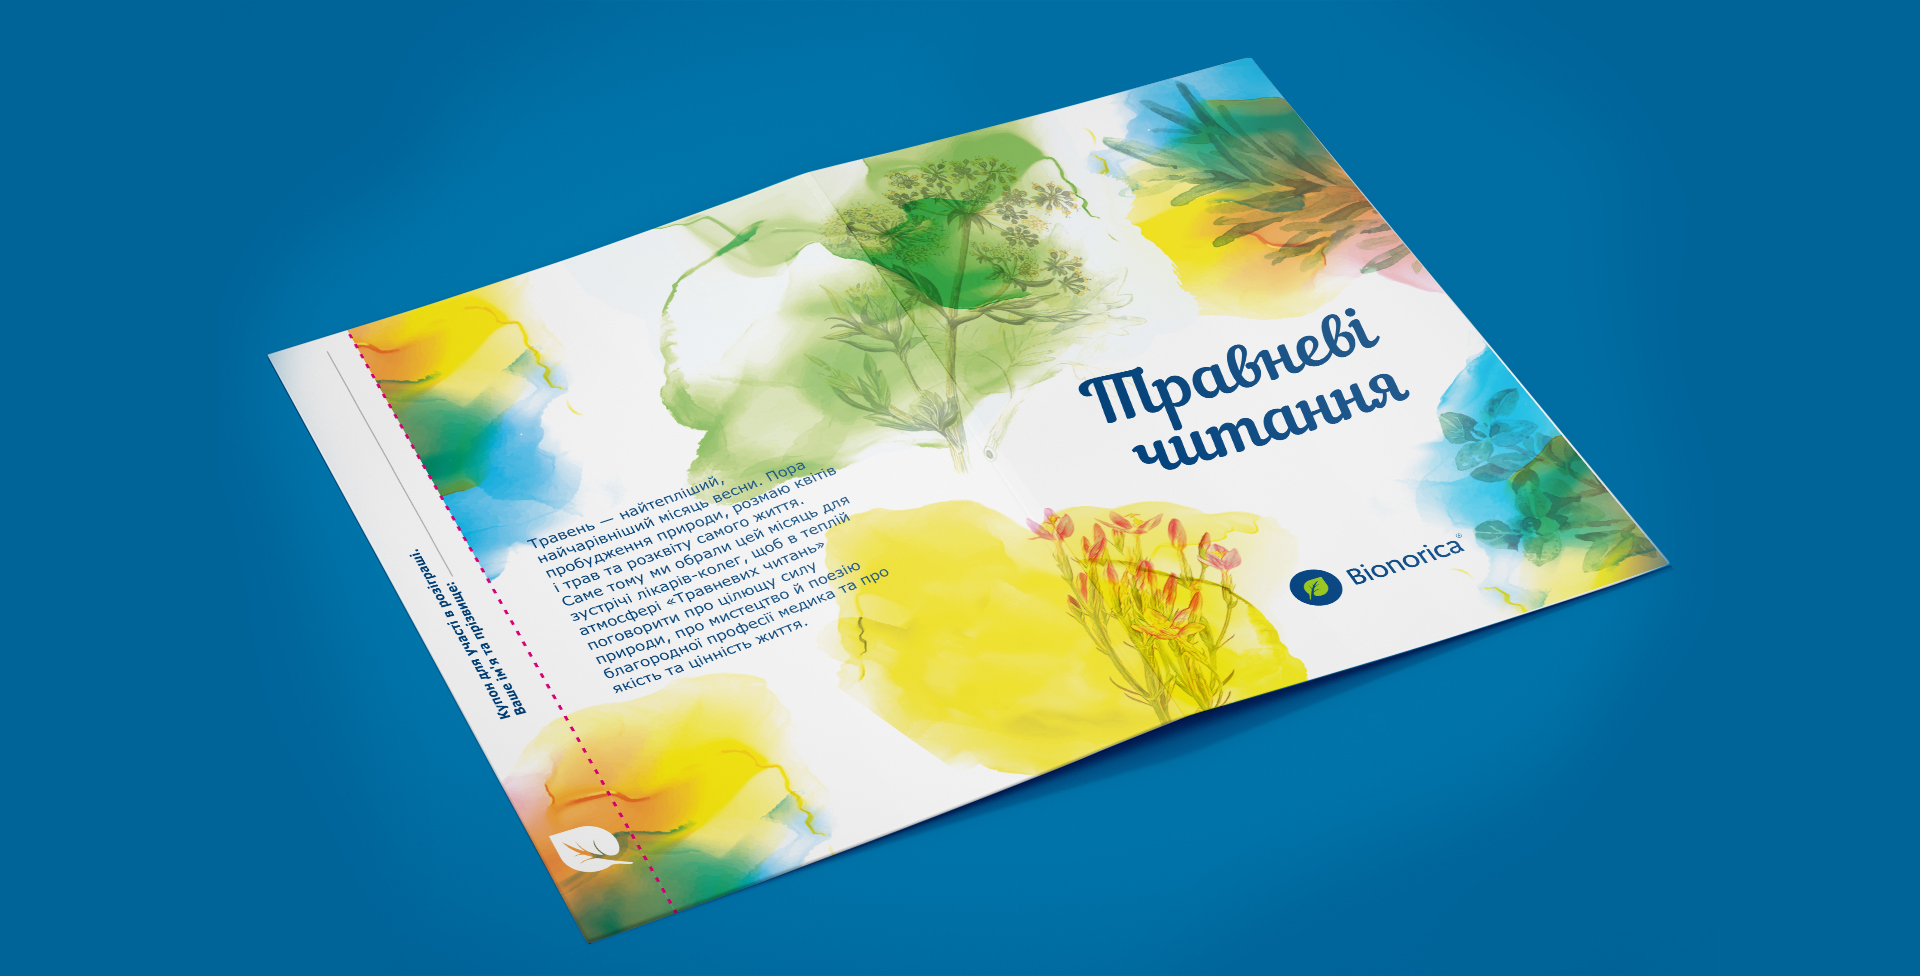 Купон для участі в розіграші.
Ваше ім'я та прізвище:
Травень — найтепліший,
найчарівніший місяць весни. Пора
пробудження природи, розмаю квітів
і трав та розквіту самого життя.
Саме тому ми обрали цей місяць для
зустрічі лікарів-колег, щоб в теплій
атмосфері «Травневих читань»
поговорити про цілющу силу
природи, про мистецтво й поезію
благородної професії медика та про
якість та цінність життя.
Травневі
читання
Bionorica®